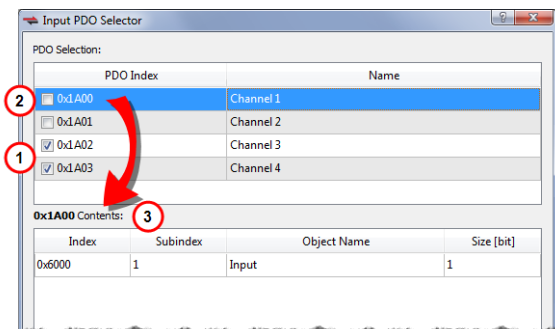 Input PDO Selector
PDO Selection:
PDO Index Name
2 0x1A00 Channel 1
0x1A01 Channel 2
1 0x1A02 Channel 3
0x1A03 Channel 4
0x1A00 Contents: 3
Index Subindex Object Name Size [bit]
0x6000 1 Input 1